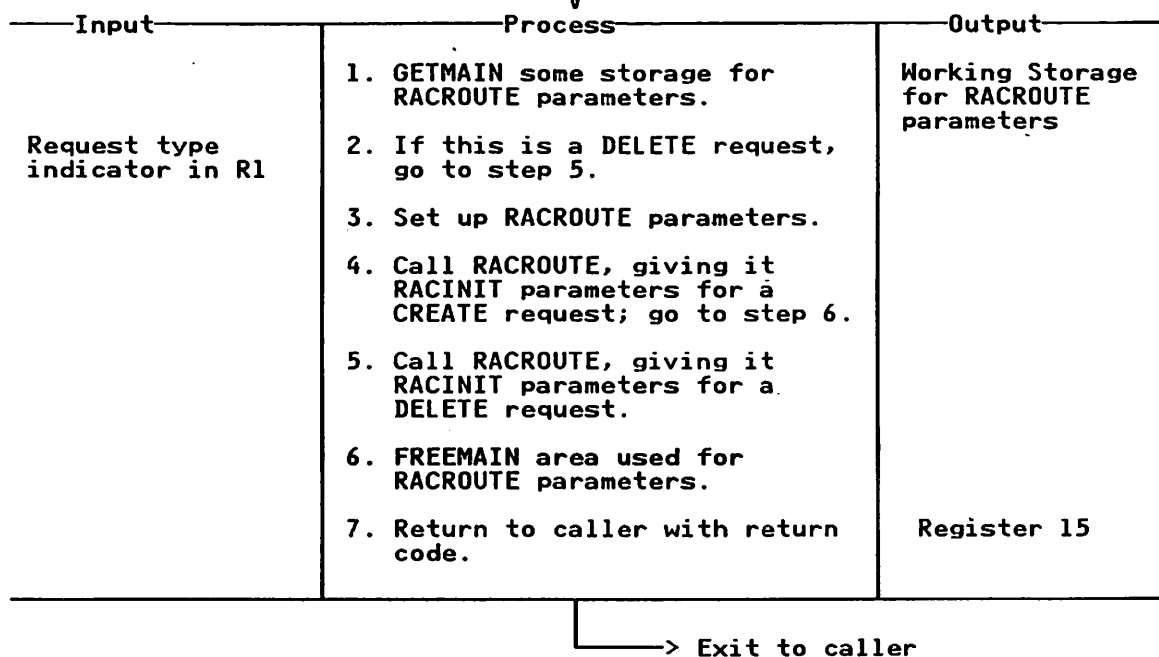 Input
Process
Output
1. GETMAIN some storage for
RACROUTE parameters.
Working Storage
for RACROUTE
parameters
Request type
indicator in R1
2. If this is a DELETE request,
go to step 5.
3. Set up RACROUTE parameters.
4. Call RACROUTE, giving it
RACINIT parameters for a
CREATE request; go to step 6.
5. Call RACROUTE, giving it
RACINIT parameters for a
DELETE request.
6. FREEMAIN area used for
RACROUTE parameters.
7. Return to caller with return
code.
Register 15
> Exit to caller